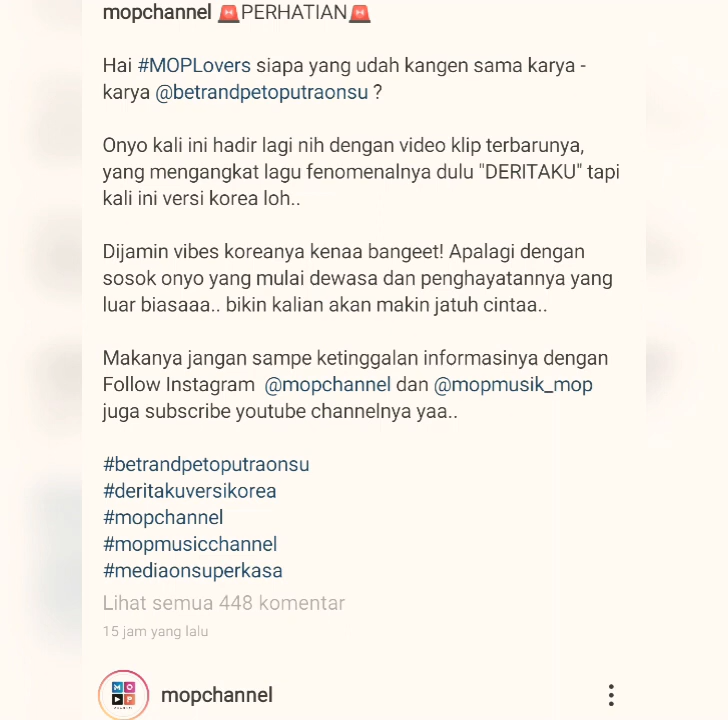 mopchannel 🚨PERHATIAN🚨
Hai #MOPLovers siapa yang udah kangen sama karya -
karya @betrandpetoputraonsu ?
Onyo kali ini hadir lagi nih dengan video klip terbarunya,
yang mengangkat lagu fenomenalnya dulu "DERITAKU" tapi
kali ini versi korea loh..
Dijamin vibes koreanya kenaa bangeet! Apalagi dengan
sosok onyo yang mulai dewasa dan penghayatannya yang
luar biasaaa.. bikin kalian akan makin jatuh cintaa..
Makanya jangan sampe ketinggalan informasinya dengan
Follow Instagram @mopchannel dan @mopmusik_mop
juga subscribe youtube channelnya yaa..
#betrandpetoputraonsu
#deritakuversikorea
#mopchannel
#mopmusicchannel
#mediaonsuperkasa
Lihat semua 448 komentar
15 jam yang lalu
MO
P
mopchannel